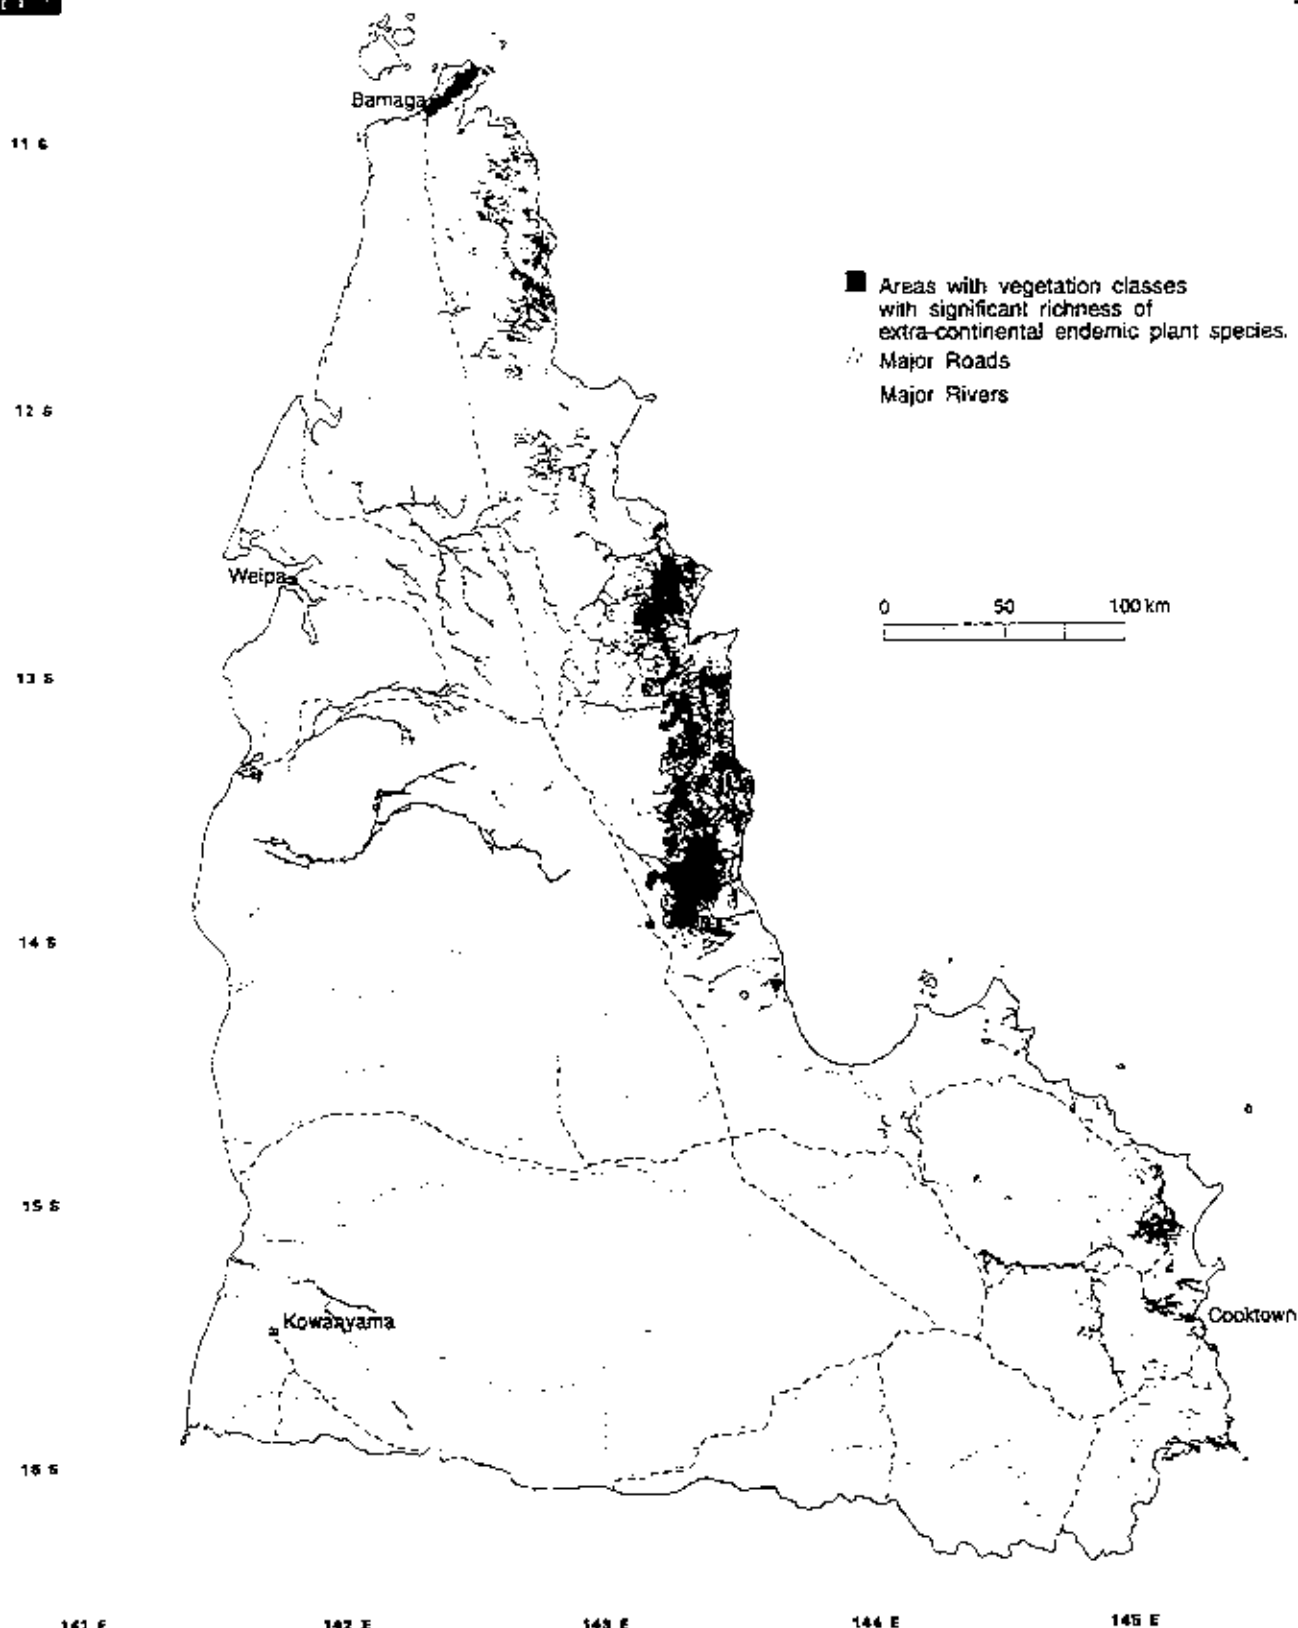 Bamaga
11 S
Areas with vegetation classes
with significant richness of
extra-continental endemic plant species.
Major Roads
12 S
Major Rivers
Weipa
0 50 100 km
13 S
14 S
15 S
Kowanyama
Cooktown
16 S
141 E 142 E 143 E 144 E 145 E